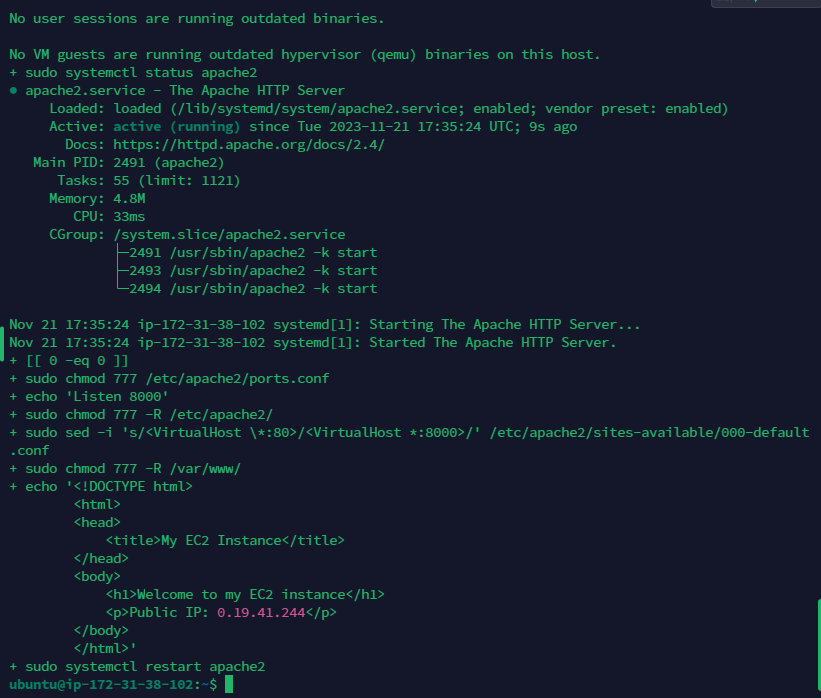 No user sessions are running outdated binaries.
No VM guests are running outdated hypervisor (qemu) binaries on this host.
+ sudo systemctl status apache2
● apache2.service - The Apache HTTP Server
     Loaded: loaded (/lib/systemd/system/apache2.service; enabled; vendor preset: enabled)
     Active: active (running) since Tue 2023-11-21 17:35:24 UTC; 9s ago
       Docs: https://httpd.apache.org/docs/2.4/
   Main PID: 2491 (apache2)
      Tasks: 55 (limit: 1121)
     Memory: 4.8M
        CPU: 33ms
     CGroup: /system.slice/apache2.service
             ├─2491 /usr/sbin/apache2 -k start
             ├─2493 /usr/sbin/apache2 -k start
             └─2494 /usr/sbin/apache2 -k start
Nov 21 17:35:24 ip-172-31-38-102 systemd[1]: Starting The Apache HTTP Server...
Nov 21 17:35:24 ip-172-31-38-102 systemd[1]: Started The Apache HTTP Server.
+ [[ 0 -eq 0 ]]
+ sudo chmod 777 /etc/apache2/ports.conf
+ echo 'Listen 8000'
+ sudo chmod 777 -R /etc/apache2/
+ sudo sed -i 's/<VirtualHost \*:80>/<VirtualHost *:8000>/' /etc/apache2/sites-available/000-default
.conf
+ sudo chmod 777 -R /var/www/
+ echo '<!DOCTYPE html>
        <html>
        <head>
            <title>My EC2 Instance</title>
        </head>
        <body>
            <h1>Welcome to my EC2 instance</h1>
            <p>Public IP: 0.19.41.244</p>
        </body>
        </html>'
+ sudo systemctl restart apache2
ubuntu@ip-172-31-38-102:~$